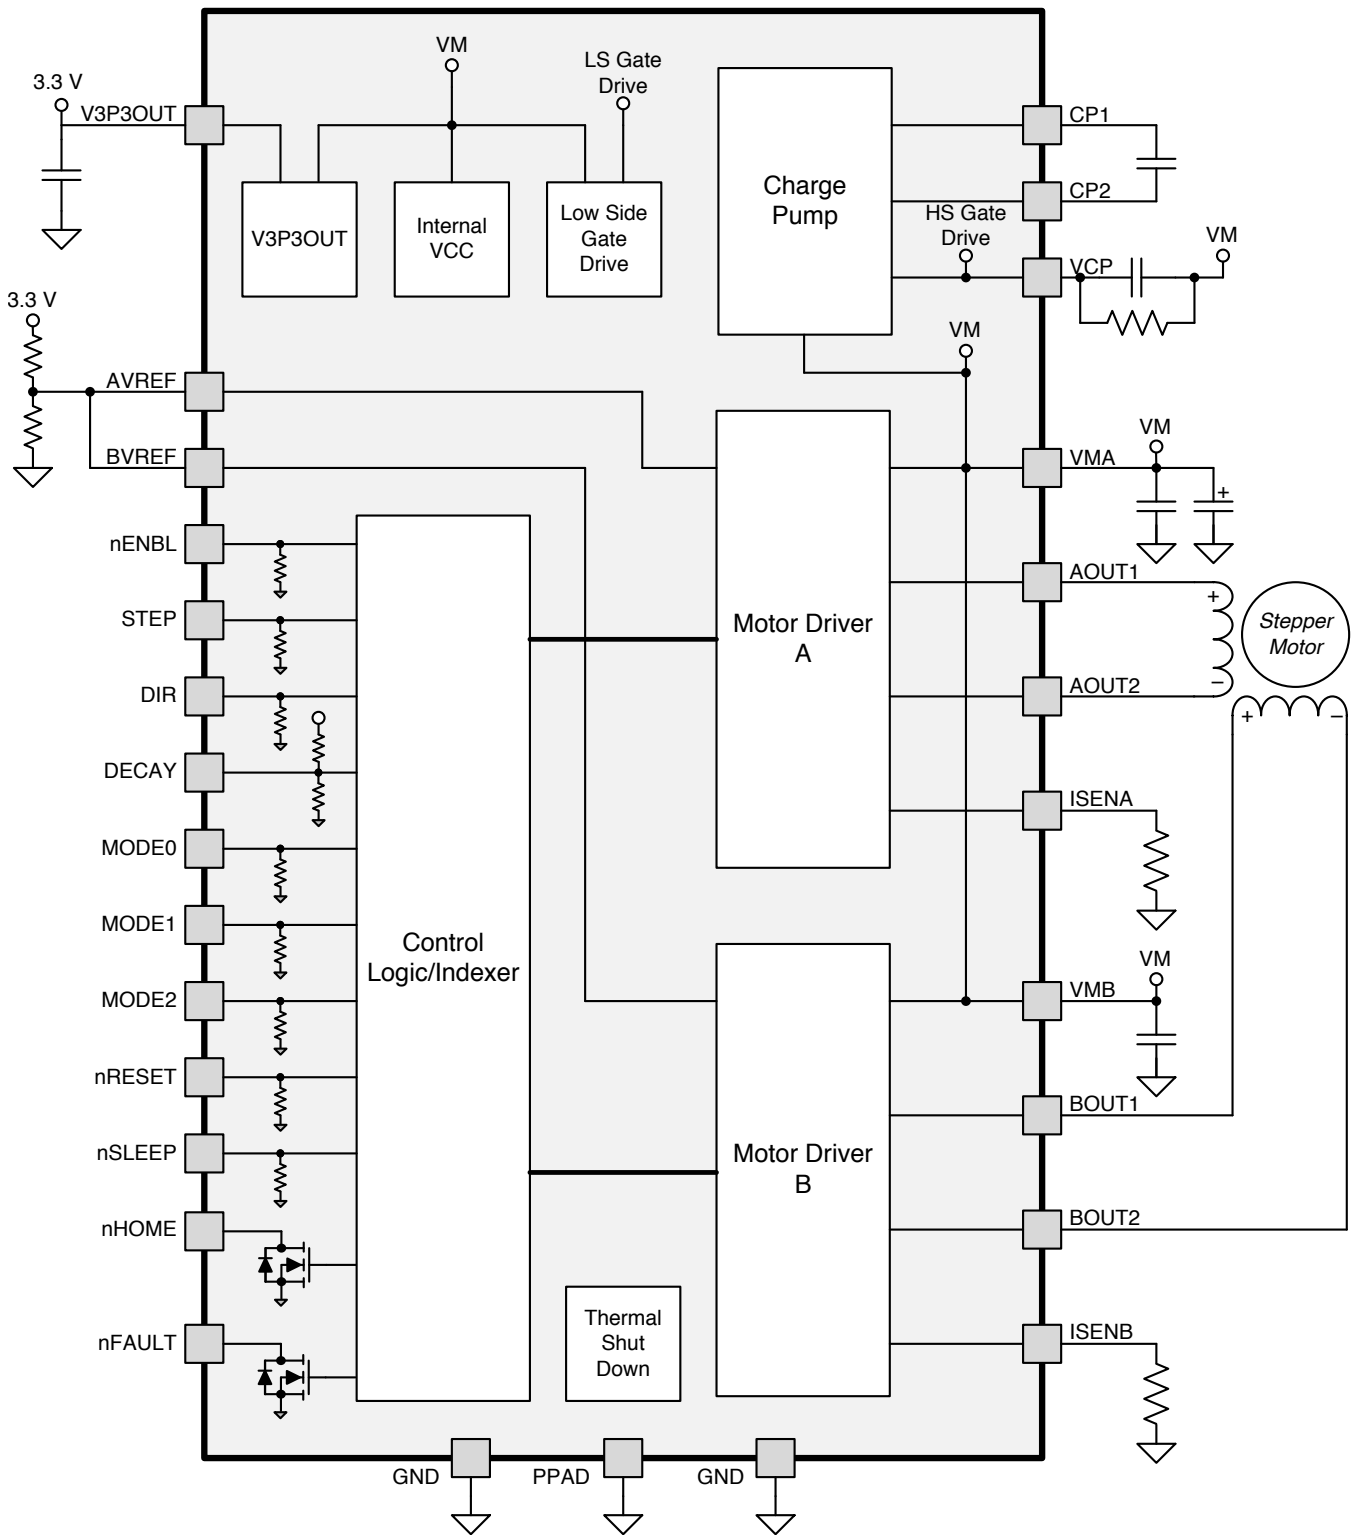 VM
LS Gate
Drive
3.3 V
V3P3OUT
CP1
Charge
Pump
CP2
V3P3OUT
Internal
VCC
Low Side
Gate
Drive
HS Gate
Drive
VCP
VM
3.3 V
VM
AVREF
BVREF
VM
VMA
+
nENBL
STEP
DIR
DECAY
MODE0
MODE1
MODE2
nRESET
nSLEEP
nHOME
nFAULT
Control
Logic/Indexer
Motor Driver
A
AOUT1
+
Stepper
Motor
AOUT2
–
+
–
ISENA
VM
VMB
Motor Driver
B
BOUT1
BOUT2
Thermal
Shut
Down
ISENB
GND
PPAD
GND